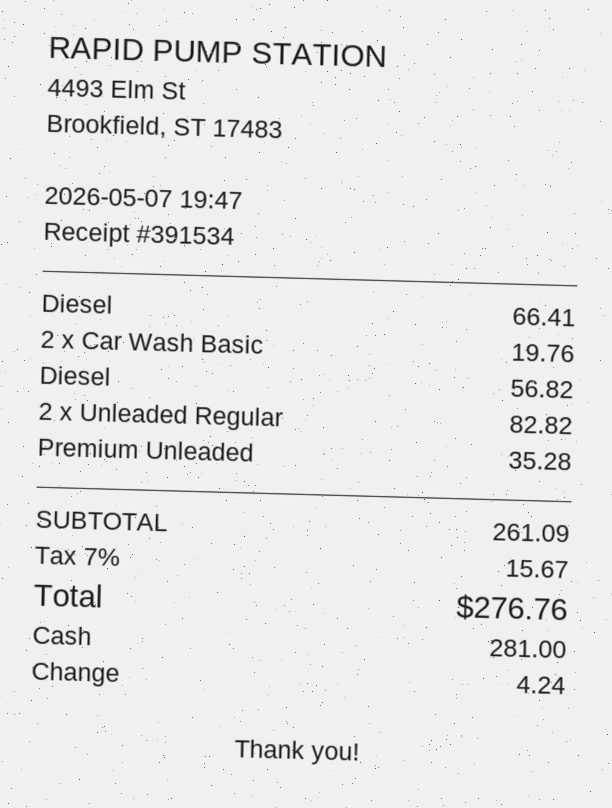 RAPID PUMP STATION
4493 Elm St
Brookfield, ST 17483
2026-05-07 19:47
Receipt #391534
Diesel 66.41
2 x Car Wash Basic 19.76
Diesel 56.82
2 x Unleaded Regular 82.82
Premium Unleaded 35.28
SUBTOTAL 261.09
Tax 7% 15.67
Total $276.76
Cash 281.00
Change 4.24
Thank you!